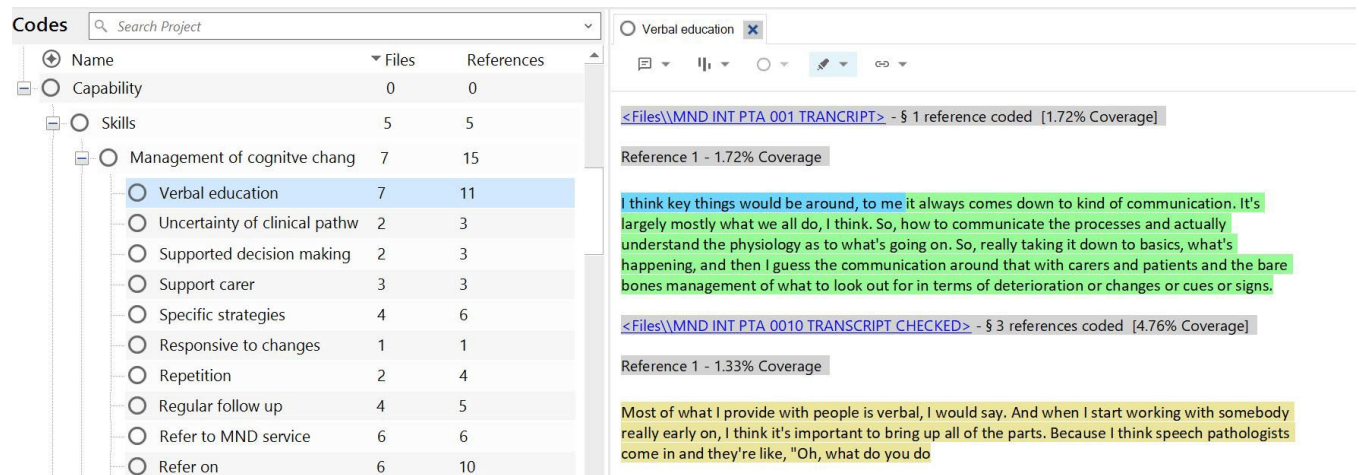 Codes
Search Project
Name Files References
Capability 0 0
Skills 5 5
Management of cognitve chang 7 15
Verbal education 7 11
Uncertainty of clinical pathw 2 3
Supported decision making 2 3
Support carer 3 3
Specific strategies 4 6
Responsive to changes 1 1
Repetition 2 4
Regular follow up 4 5
Refer to MND service 6 6
Refer on 6 10
Verbal education
<Files\\MND INT PTA 001 TRANCRIPT> - § 1 reference coded [1.72% Coverage]
Reference 1 - 1.72% Coverage
I think key things would be around, to me it always comes down to kind of communication. It's
largely mostly what we all do, I think. So, how to communicate the processes and actually
understand the physiology as to what's going on. So, really taking it down to basics, what's
happening, and then I guess the communication around that with carers and patients and the bare
bones management of what to look out for in terms of deterioration or changes or cues or signs.
<Files\\MND INT PTA 0010 TRANSCRIPT CHECKED> - § 3 references coded [4.76% Coverage]
Reference 1 - 1.33% Coverage
Most of what I provide with people is verbal, I would say. And when I start working with somebody
really early on, I think it's important to bring up all of the parts. Because I think speech pathologists
come in and they're like, "Oh, what do you do